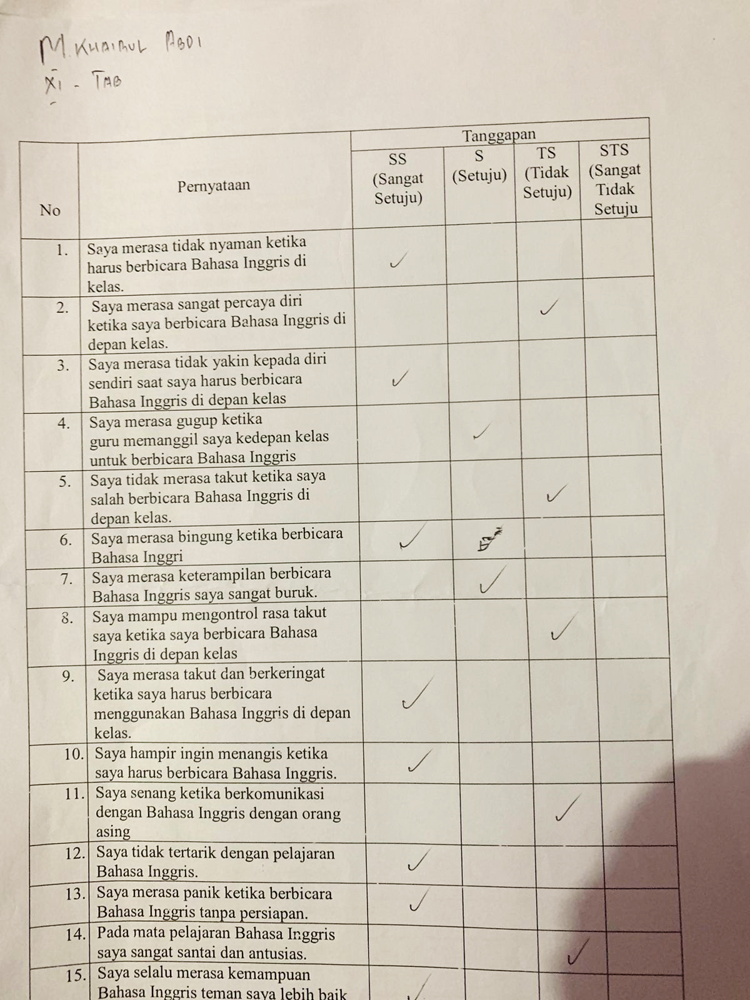 M. KHAIRUL ABDI
XI - TAB
Tanggapan
No
Pernyataan
SS
(Sangat
Setuju)
S
(Setuju)
TS
(Tidak
Setuju)
STS
(Sangat
Tidak
Setuju
1. Saya merasa tidak nyaman ketika
harus berbicara Bahasa Inggris di
kelas.
✓
2. Saya merasa sangat percaya diri
ketika saya berbicara Bahasa Inggris di
depan kelas.
✓
3. Saya merasa tidak yakin kepada diri
sendiri saat saya harus berbicara
Bahasa Inggris di depan kelas
✓
4. Saya merasa gugup ketika
guru memanggil saya kedepan kelas
untuk berbicara Bahasa Inggris
✓
5. Saya tidak merasa takut ketika saya
salah berbicara Bahasa Inggris di
depan kelas.
✓
6. Saya merasa bingung ketika berbicara
Bahasa Inggri
✓
7. Saya merasa keterampilan berbicara
Bahasa Inggris saya sangat buruk.
✓
8. Saya mampu mengontrol rasa takut
saya ketika saya berbicara Bahasa
Inggris di depan kelas
✓
9. Saya merasa takut dan berkeringat
ketika saya harus berbicara
menggunakan Bahasa Inggris di depan
kelas.
✓
10. Saya hampir ingin menangis ketika
saya harus berbicara Bahasa Inggris.
✓
11. Saya senang ketika berkomunikasi
dengan Bahasa Inggris dengan orang
asing
✓
12. Saya tidak tertarik dengan pelajaran
Bahasa Inggris.
✓
13. Saya merasa panik ketika berbicara
Bahasa Inggris tanpa persiapan.
✓
14. Pada mata pelajaran Bahasa Inggris
saya sangat santai dan antusias.
✓
15. Saya selalu merasa kemampuan
Bahasa Inggris teman saya lebih baik
✓